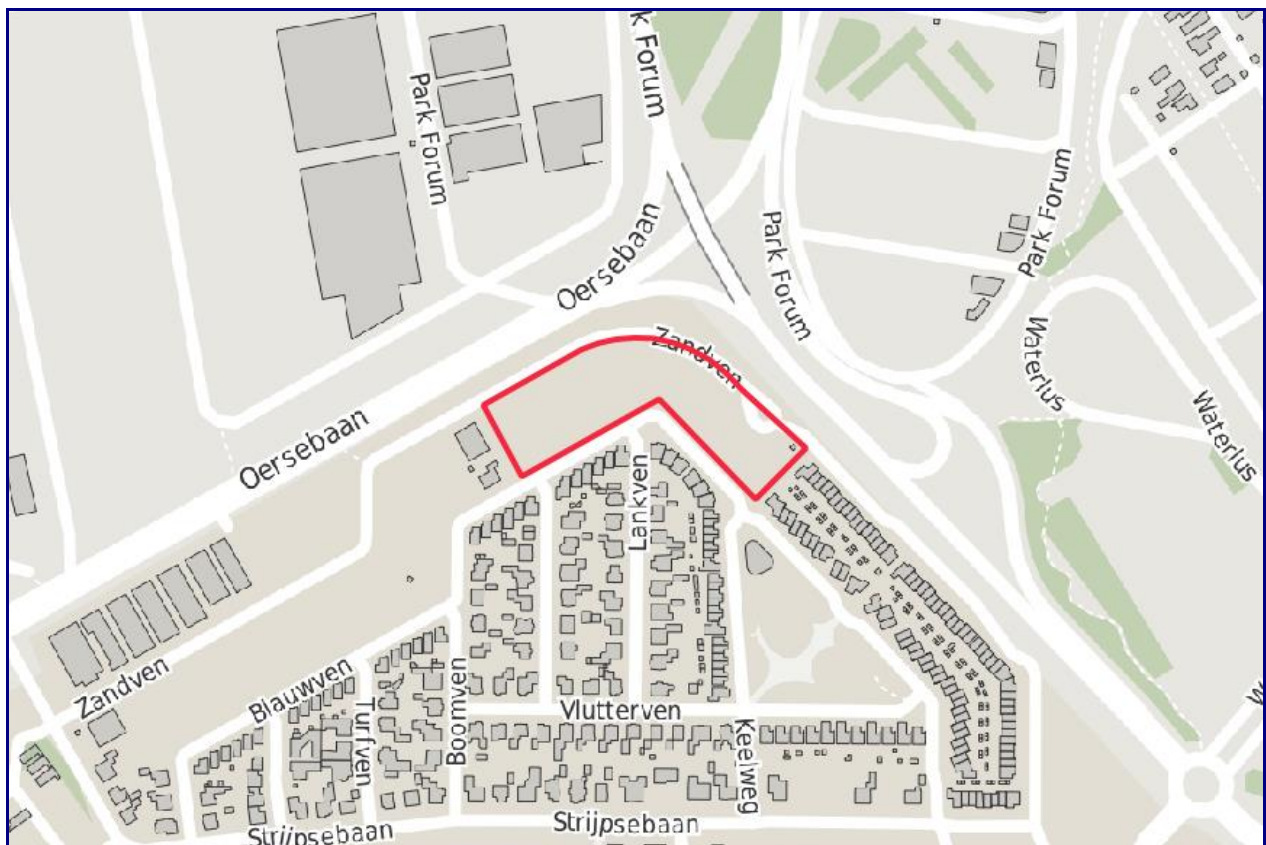 k Forum
Park Forum
Park Forum
Park Forum
Oersebaan
Zandven
Waterlus
Waterlus
Oersebaan
Lankven
Zandven
Blauwven
Turfven
Boomven
Vlutterven
Keelweg
W
Strijpsebaan
Strijpsebaan